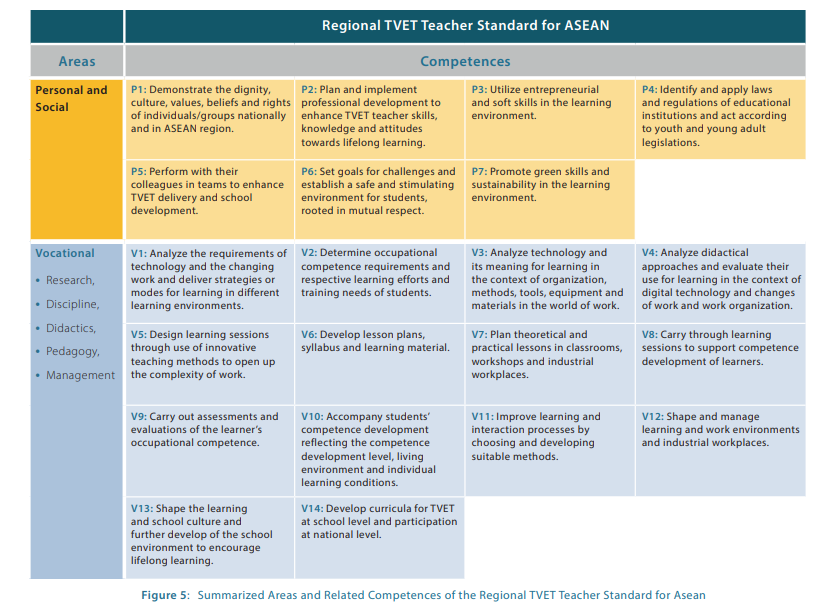 Regional TVET Teacher Standard for ASEAN
Areas
Competences
Personal and
Social
P1: Demonstrate the dignity,
culture, values, beliefs and rights
of individuals/groups nationally
and in ASEAN region.
P2: Plan and implement
professional development to
enhance TVET teacher skills,
knowledge and attitudes
towards lifelong learning.
P3: Utilize entrepreneurial
and soft skills in the learning
environment.
P4: Identify and apply laws
and regulations of educational
institutions and act according
to youth and young adult
legislations.
P5: Perform with their
colleagues in teams to enhance
TVET delivery and school
development.
P6: Set goals for challenges and
establish a safe and stimulating
environment for students,
rooted in mutual respect.
P7: Promote green skills and
sustainability in the learning
environment.
Vocational
• Research,
• Discipline,
• Didactics,
• Pedagogy,
• Management
V1: Analyze the requirements of
technology and the changing
work and deliver strategies or
modes for learning in different
learning environments.
V2: Determine occupational
competence requirements and
respective learning efforts and
training needs of students.
V3: Analyze technology and
its meaning for learning in
the context of organization,
methods, tools, equipment and
materials in the world of work.
V4: Analyze didactical
approaches and evaluate their
use for learning in the context of
digital technology and changes
of work and work organization.
V5: Design learning sessions
through use of innovative
teaching methods to open up
the complexity of work.
V6: Develop lesson plans,
syllabus and learning material.
V7: Plan theoretical and
practical lessons in classrooms,
workshops and industrial
workplaces.
V8: Carry through learning
sessions to support competence
development of learners.
V9: Carry out assessments and
evaluations of the learner's
occupational competence.
V10: Accompany students'
competence development
reflecting the competence
development level, living
environment and individual
learning conditions.
V11: Improve learning and
interaction processes by
choosing and developing
suitable methods.
V12: Shape and manage
learning and work environments
and industrial workplaces.
V13: Shape the learning
and school culture and
further develop of the school
environment to encourage
lifelong learning.
V14: Develop curricula for TVET
at school level and participation
at national level.
Figure 5: Summarized Areas and Related Competences of the Regional TVET Teacher Standard for Asean